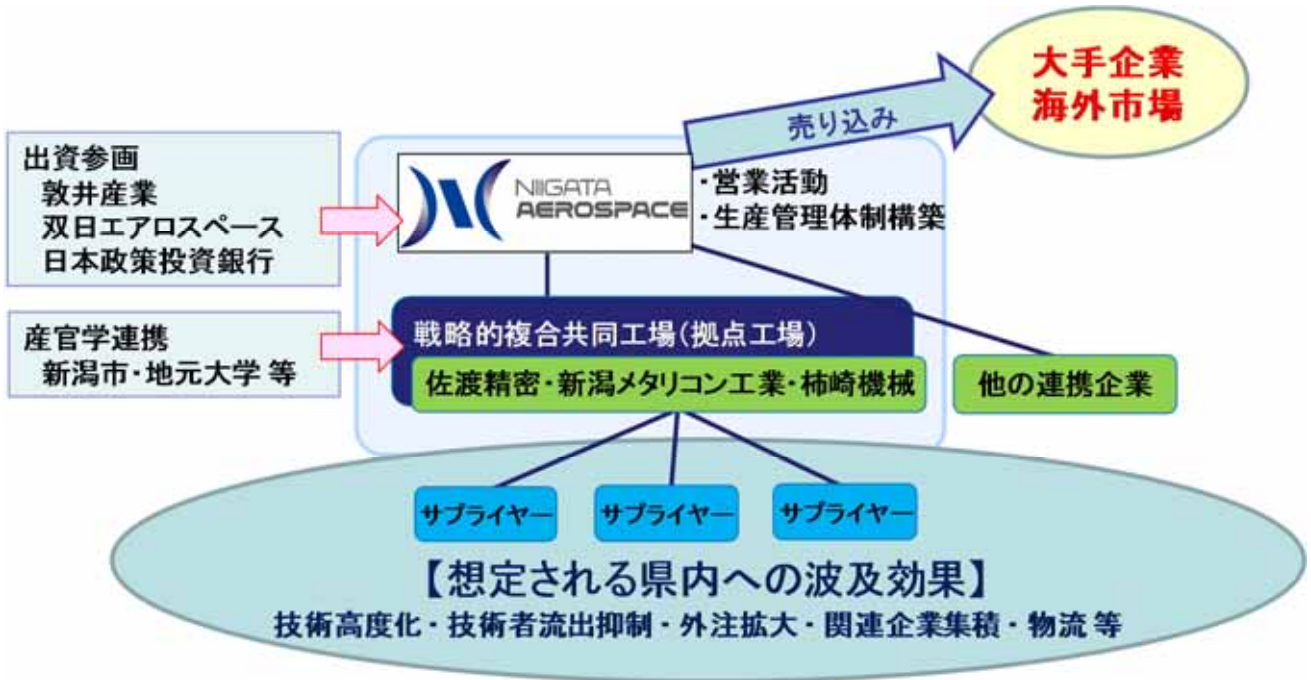 大手企業
海外市場
売り込み
出資参画
敦井産業
双日エアロスペース
日本政策投資銀行
NIIGATA
AEROSPACE
・営業活動
・生産管理体制構築
産官学連携
新潟市・地元大学 等
戦略的複合共同工場(拠点工場)
佐渡精密・新潟メタリコン工業・柿崎機械
他の連携企業
サプライヤー
サプライヤー
サプライヤー
【想定される県内への波及効果】
技術高度化・技術者流出抑制・外注拡大・関連企業集積・物流 等